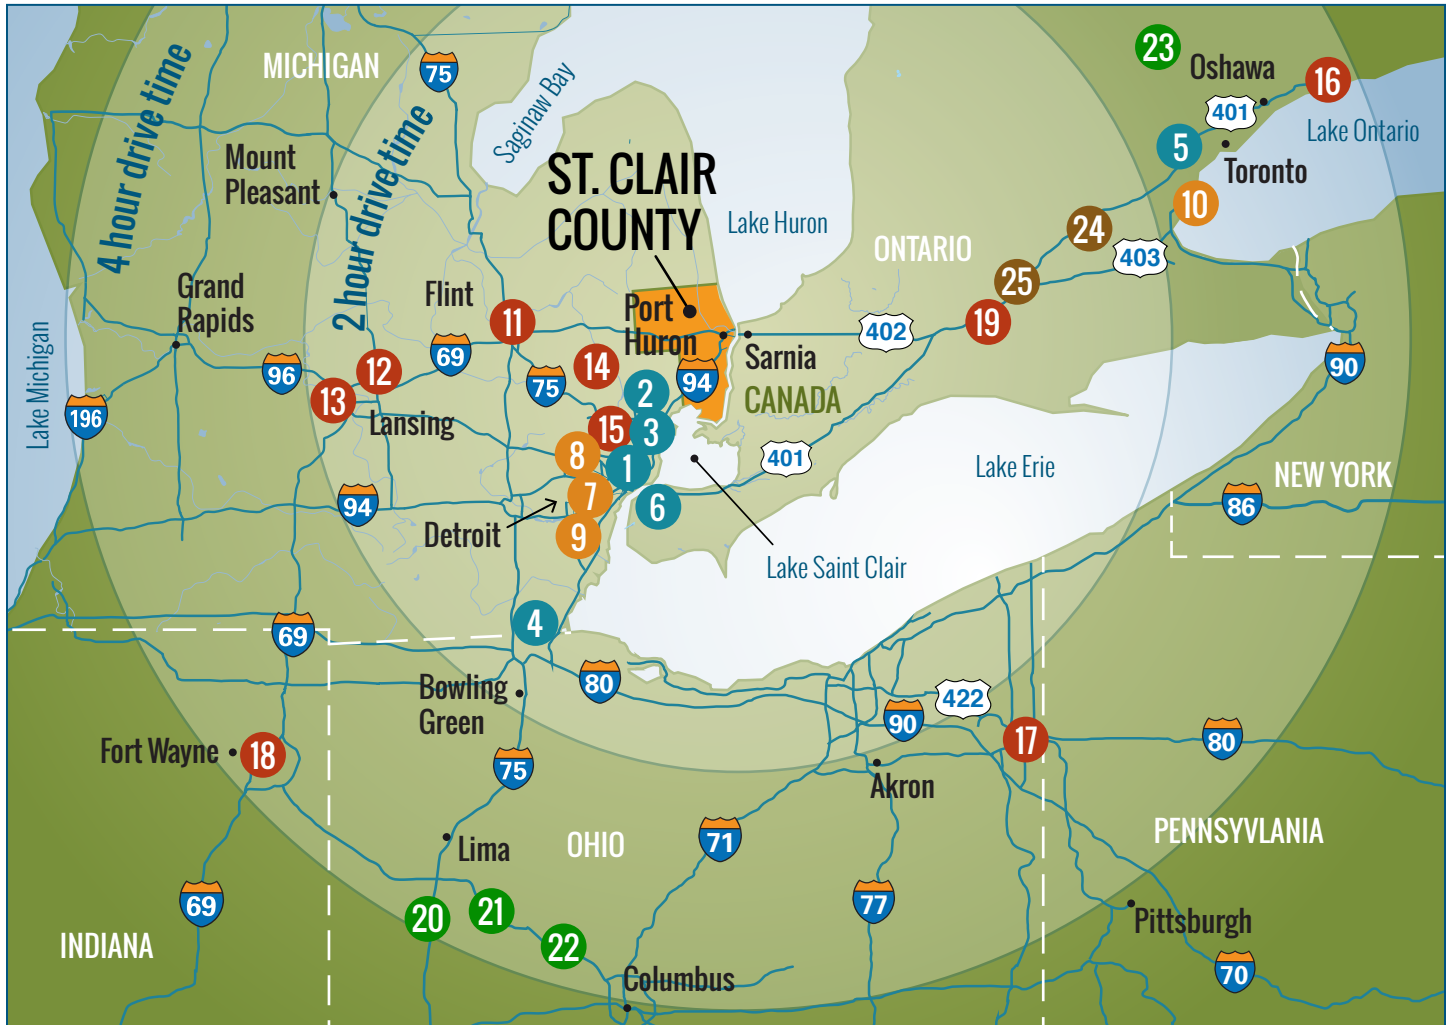 4 hour drive time
MICHIGAN
75
2 hour drive time
Saginaw Bay
23
Oshawa
16
401
Lake Ontario
5
Toronto
10
Mount
Pleasant
ST. CLAIR
COUNTY
Lake Huron
ONTARIO
24
403
25
19
Grand
Rapids
Flint
11
Port
Huron
402
Sarnia
CANADA
Lake Michigan
96
69
75
14
94
90
196
13
12
Lansing
2
15
3
8
1
401
Lake Erie
NEW YORK
86
94
Detroit
7
6
9
Lake Saint Clair
69
4
Bowling
Green
80
422
90
17
80
Fort Wayne
18
75
Akron
Lima
OHIO
71
PENNSYVLANIA
69
20
21
22
77
Pittsburgh
INDIANA
Columbus
70